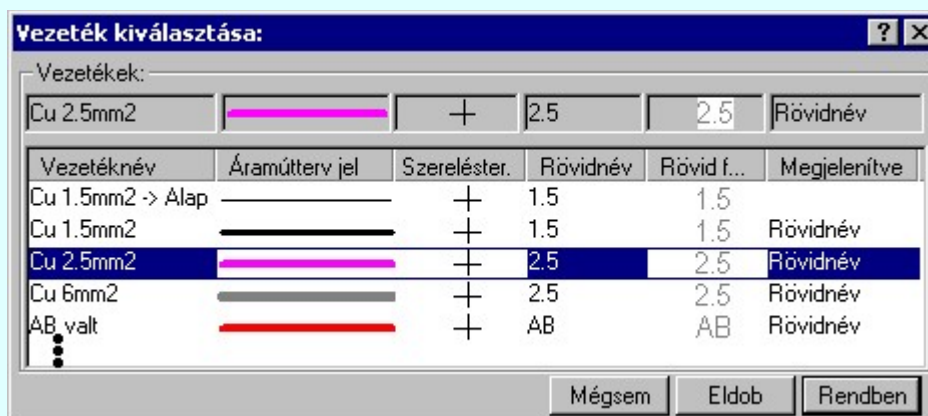 Vezeték kiválasztása:
Vezetékek:
Cu 2.5mm2 2.5 2.5 Rövidnév
Vezetéknév Áramútterv jel Szereléster. Rövidnév Rövid f... Megjelenítve
Cu 1.5mm2 -> Alap 1.5 1.5
Cu 1.5mm2 1.5 1.5 Rövidnév
Cu 2.5mm2 2.5 2.5 Rövidnév
Cu 6mm2 2.5 2.5 Rövidnév
AB valt AB AB Rövidnév
Mégsem Eldob Rendben